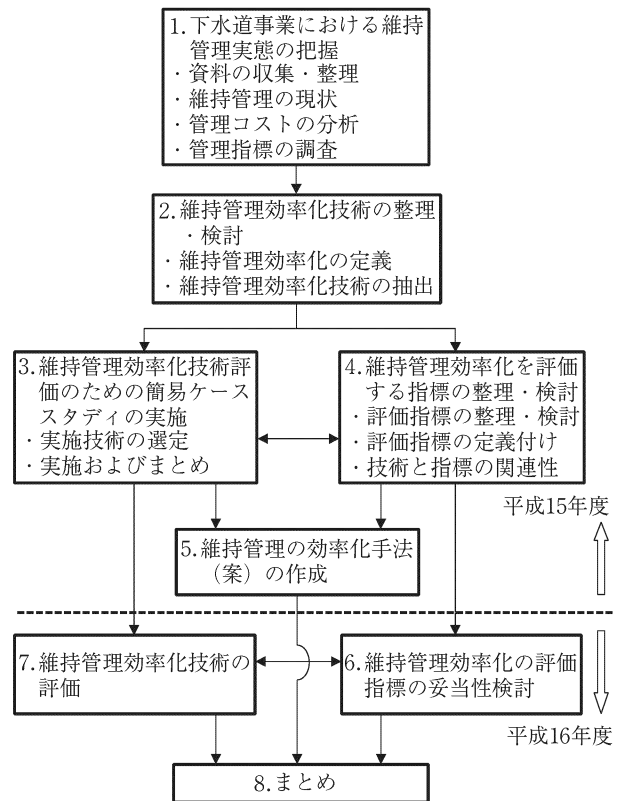 1.下水道事業における維持
管理実態の把握
・資料の収集・整理
・維持管理の現状
・管理コストの分析
・管理指標の調査
2.維持管理効率化技術の整理
・検討
・維持管理効率化の定義
・維持管理効率化技術の抽出
3.維持管理効率化技術評
価のための簡易ケース
スタディの実施
・実施技術の選定
・実施およびまとめ
4.維持管理効率化を評価
する指標の整理・検討
・評価指標の整理・検討
・評価指標の定義付け
・技術と指標の関連性
平成15年度
5.維持管理の効率化手法
（案）の作成
7.維持管理効率化技術の
評価
6.維持管理効率化の評価
指標の妥当性検討
平成16年度
8.まとめ